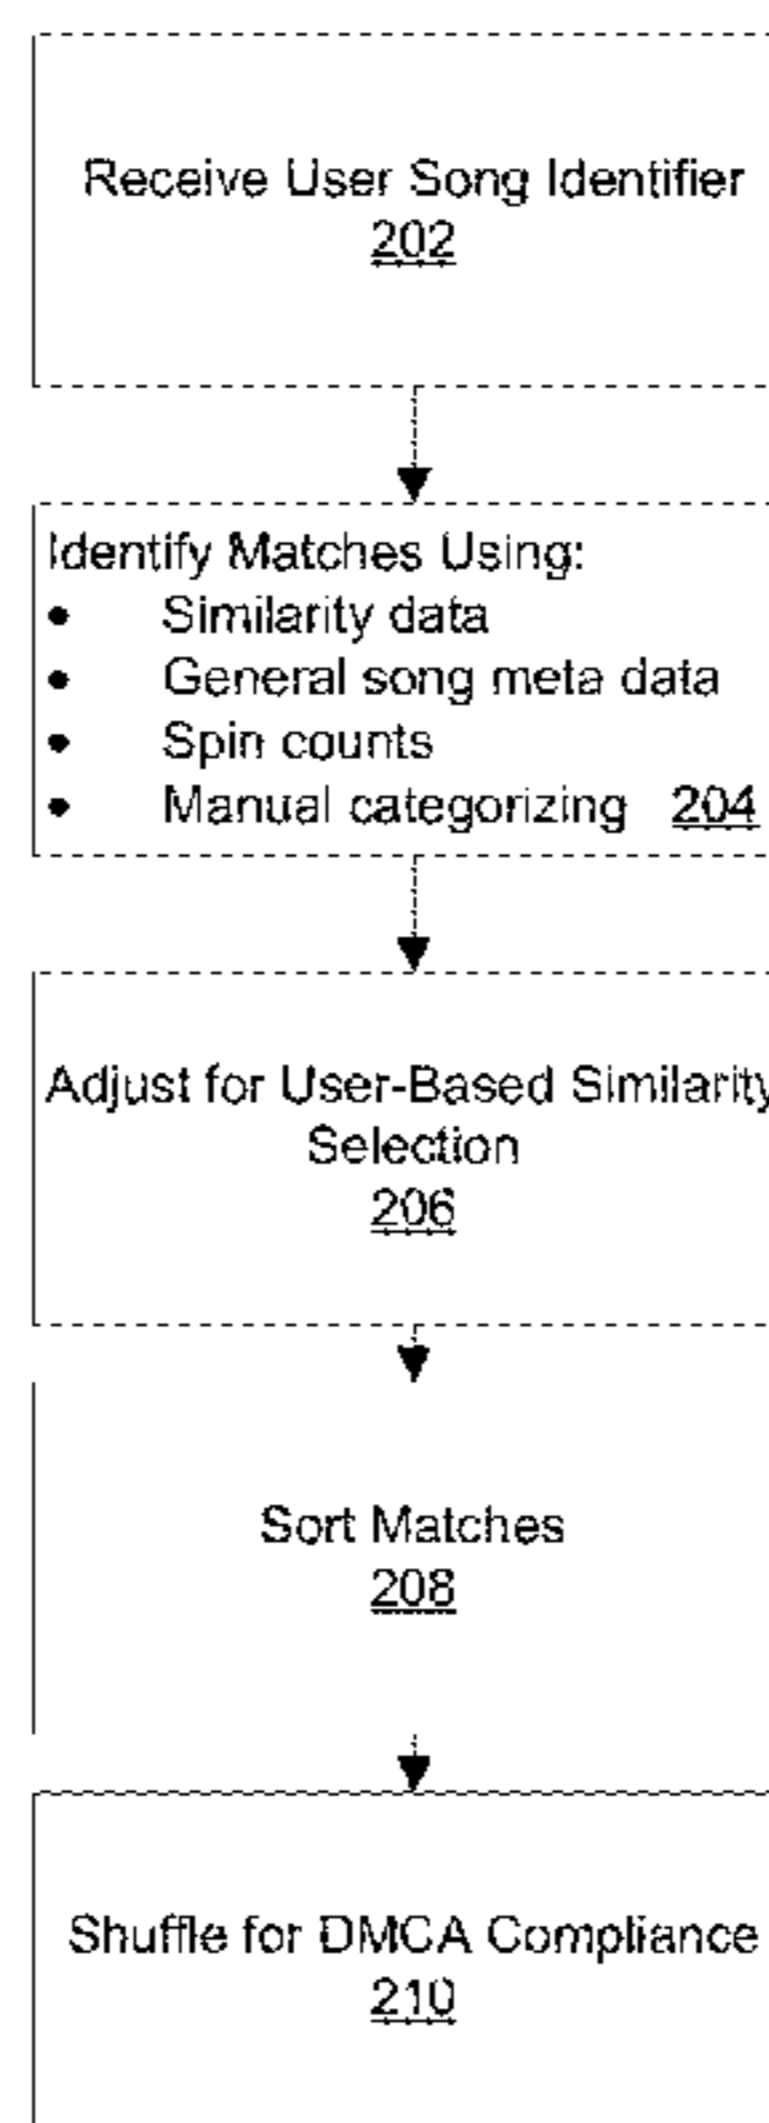 Receive User Song Identifier
202
Identify Matches Using:
• Similarity data
• General song meta data
• Spin counts
• Manual categorizing 204
Adjust for User-Based Similarity
Selection
206
Sort Matches
208
Shuffle for DMCA Compliance
210